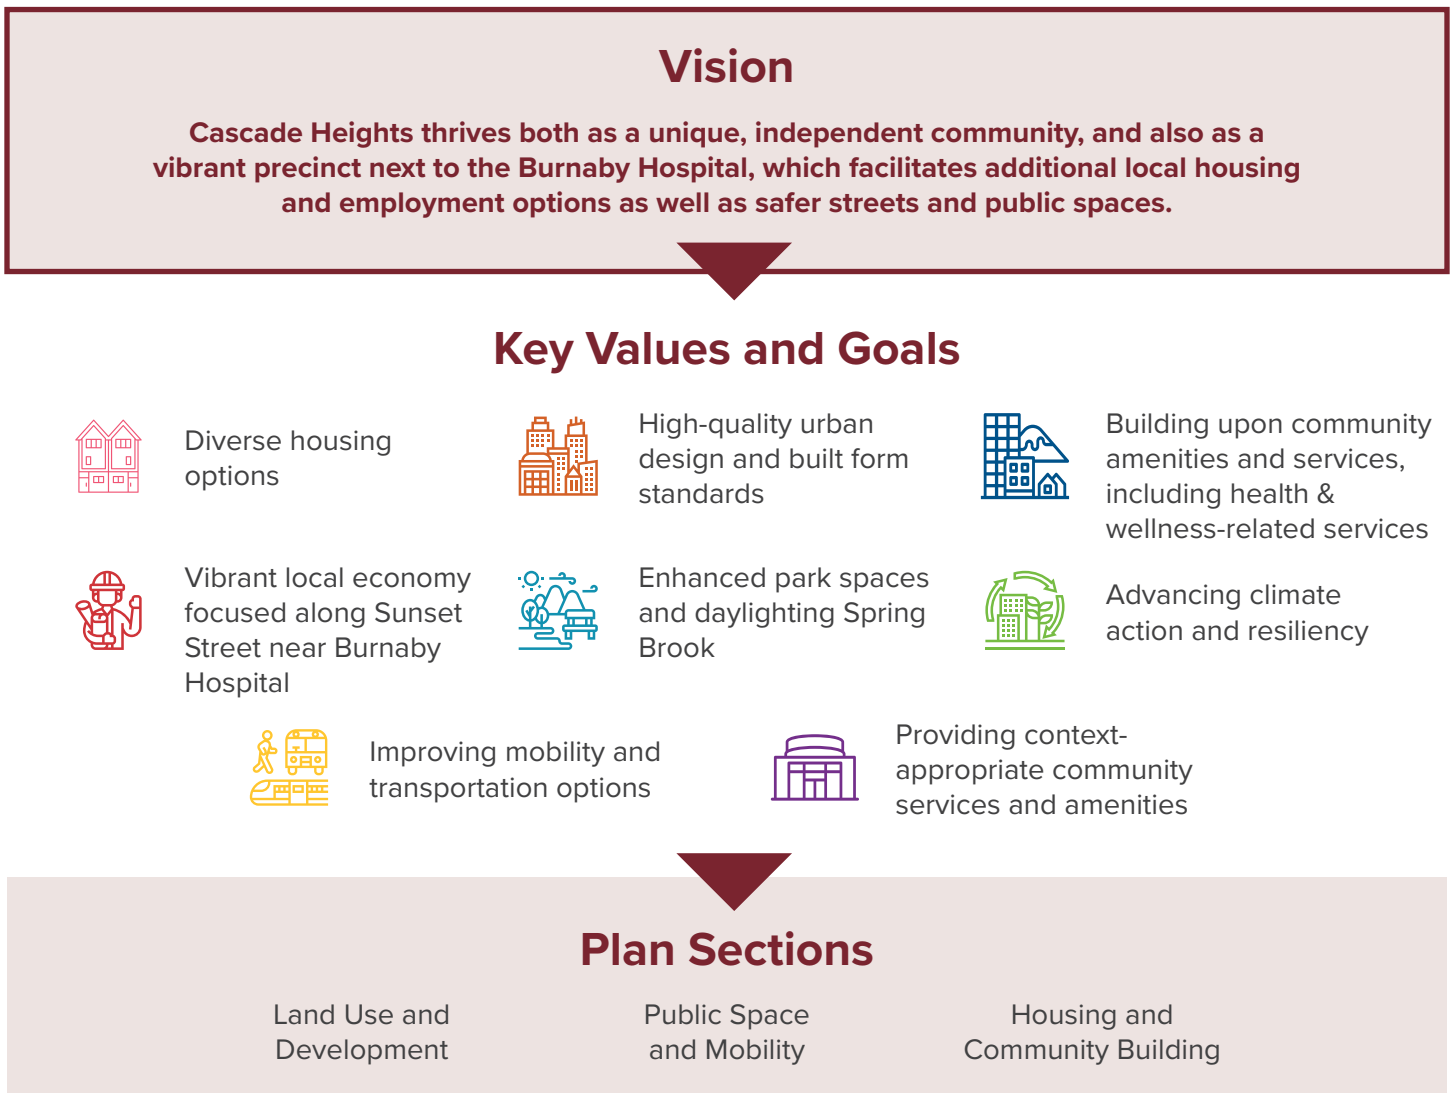 Vision
Cascade Heights thrives both as a unique, independent community, and also as a
vibrant precinct next to the Burnaby Hospital, which facilitates additional local housing
and employment options as well as safer streets and public spaces.
Key Values and Goals
Diverse housing
options
High-quality urban
design and built form
standards
Building upon community
amenities and services,
including health &
wellness-related services
Vibrant local economy
focused along Sunset
Street near Burnaby
Hospital
Enhanced park spaces
and daylighting Spring
Brook
Advancing climate
action and resiliency
Improving mobility and
transportation options
Providing context-
appropriate community
services and amenities
Plan Sections
Land Use and
Development
Public Space
and Mobility
Housing and
Community Building